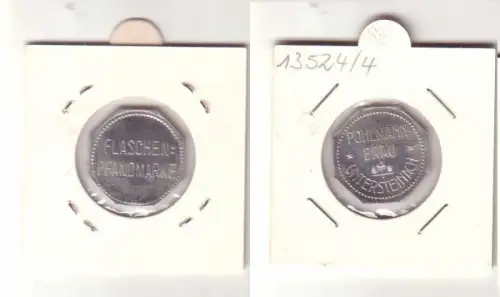 FLASCHEN-
PFANDMARKE
13524/4
POHLMANN-
BRÄU
UNTERSTEINACH